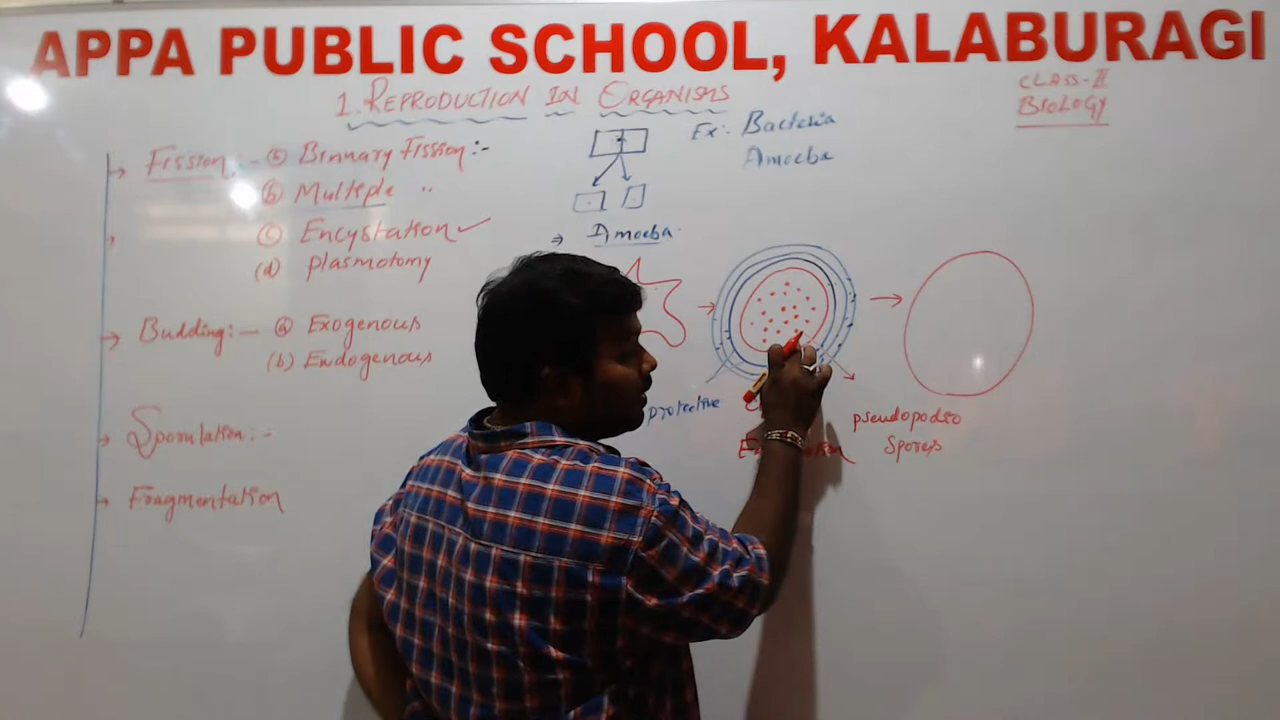 APPA PUBLIC SCHOOL, KALABURAGI
1. REPRODUCTION IN ORGANISMS
CLASS-II
BIOLOGY
→ Fission:- ⓐ Binnary Fission:-
ⓑ Multiple "
ⓒ Encystation ✓
(d) plasmotomy
→ Budding:- ⓐ Exogenous
(b) Endogenous
→ Sporulation:-
→ Fragmentation
Ex:- Bacteria
Amoeba
⇒ Amoeba
protective
pseudopodio
Spores